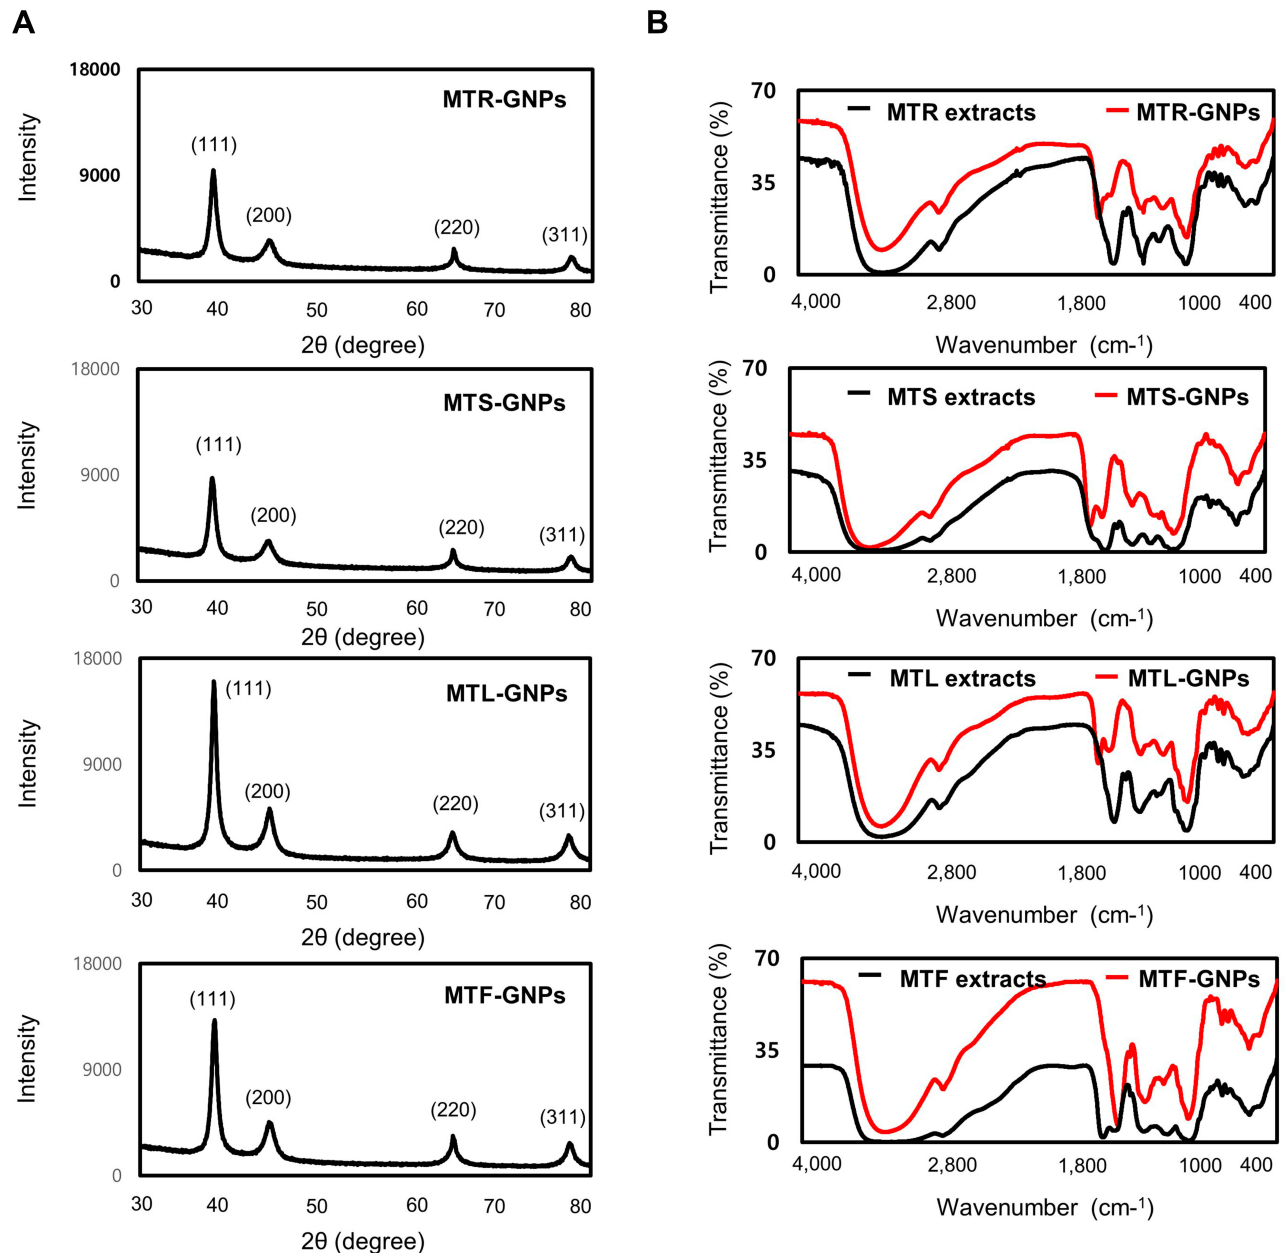 A
18000
9000
0
Intensity
MTR-GNPs
(111)
(200)
(220)
(311)
30 40 50 60 70 80
2θ (degree)
18000
9000
0
Intensity
MTS-GNPs
(111)
(200)
(220)
(311)
30 40 50 60 70 80
2θ (degree)
18000
9000
0
Intensity
MTL-GNPs
(111)
(200)
(220)
(311)
30 40 50 60 70 80
2θ (degree)
18000
9000
0
Intensity
MTF-GNPs
(111)
(200)
(220)
(311)
30 40 50 60 70 80
2θ (degree)
B
70
35
0
Transmittance (%)
MTR extracts MTR-GNPs
4,000 2,800 1,800 1000 400
Wavenumber (cm-¹)
70
35
0
Transmittance (%)
MTS extracts MTS-GNPs
4,000 2,800 1,800 1000 400
Wavenumber (cm-¹)
70
35
0
Transmittance (%)
MTL extracts MTL-GNPs
4,000 2,800 1,800 1000 400
Wavenumber (cm-¹)
70
35
0
Transmittance (%)
MTF extracts MTF-GNPs
4,000 2,800 1,800 1000 400
Wavenumber (cm-¹)